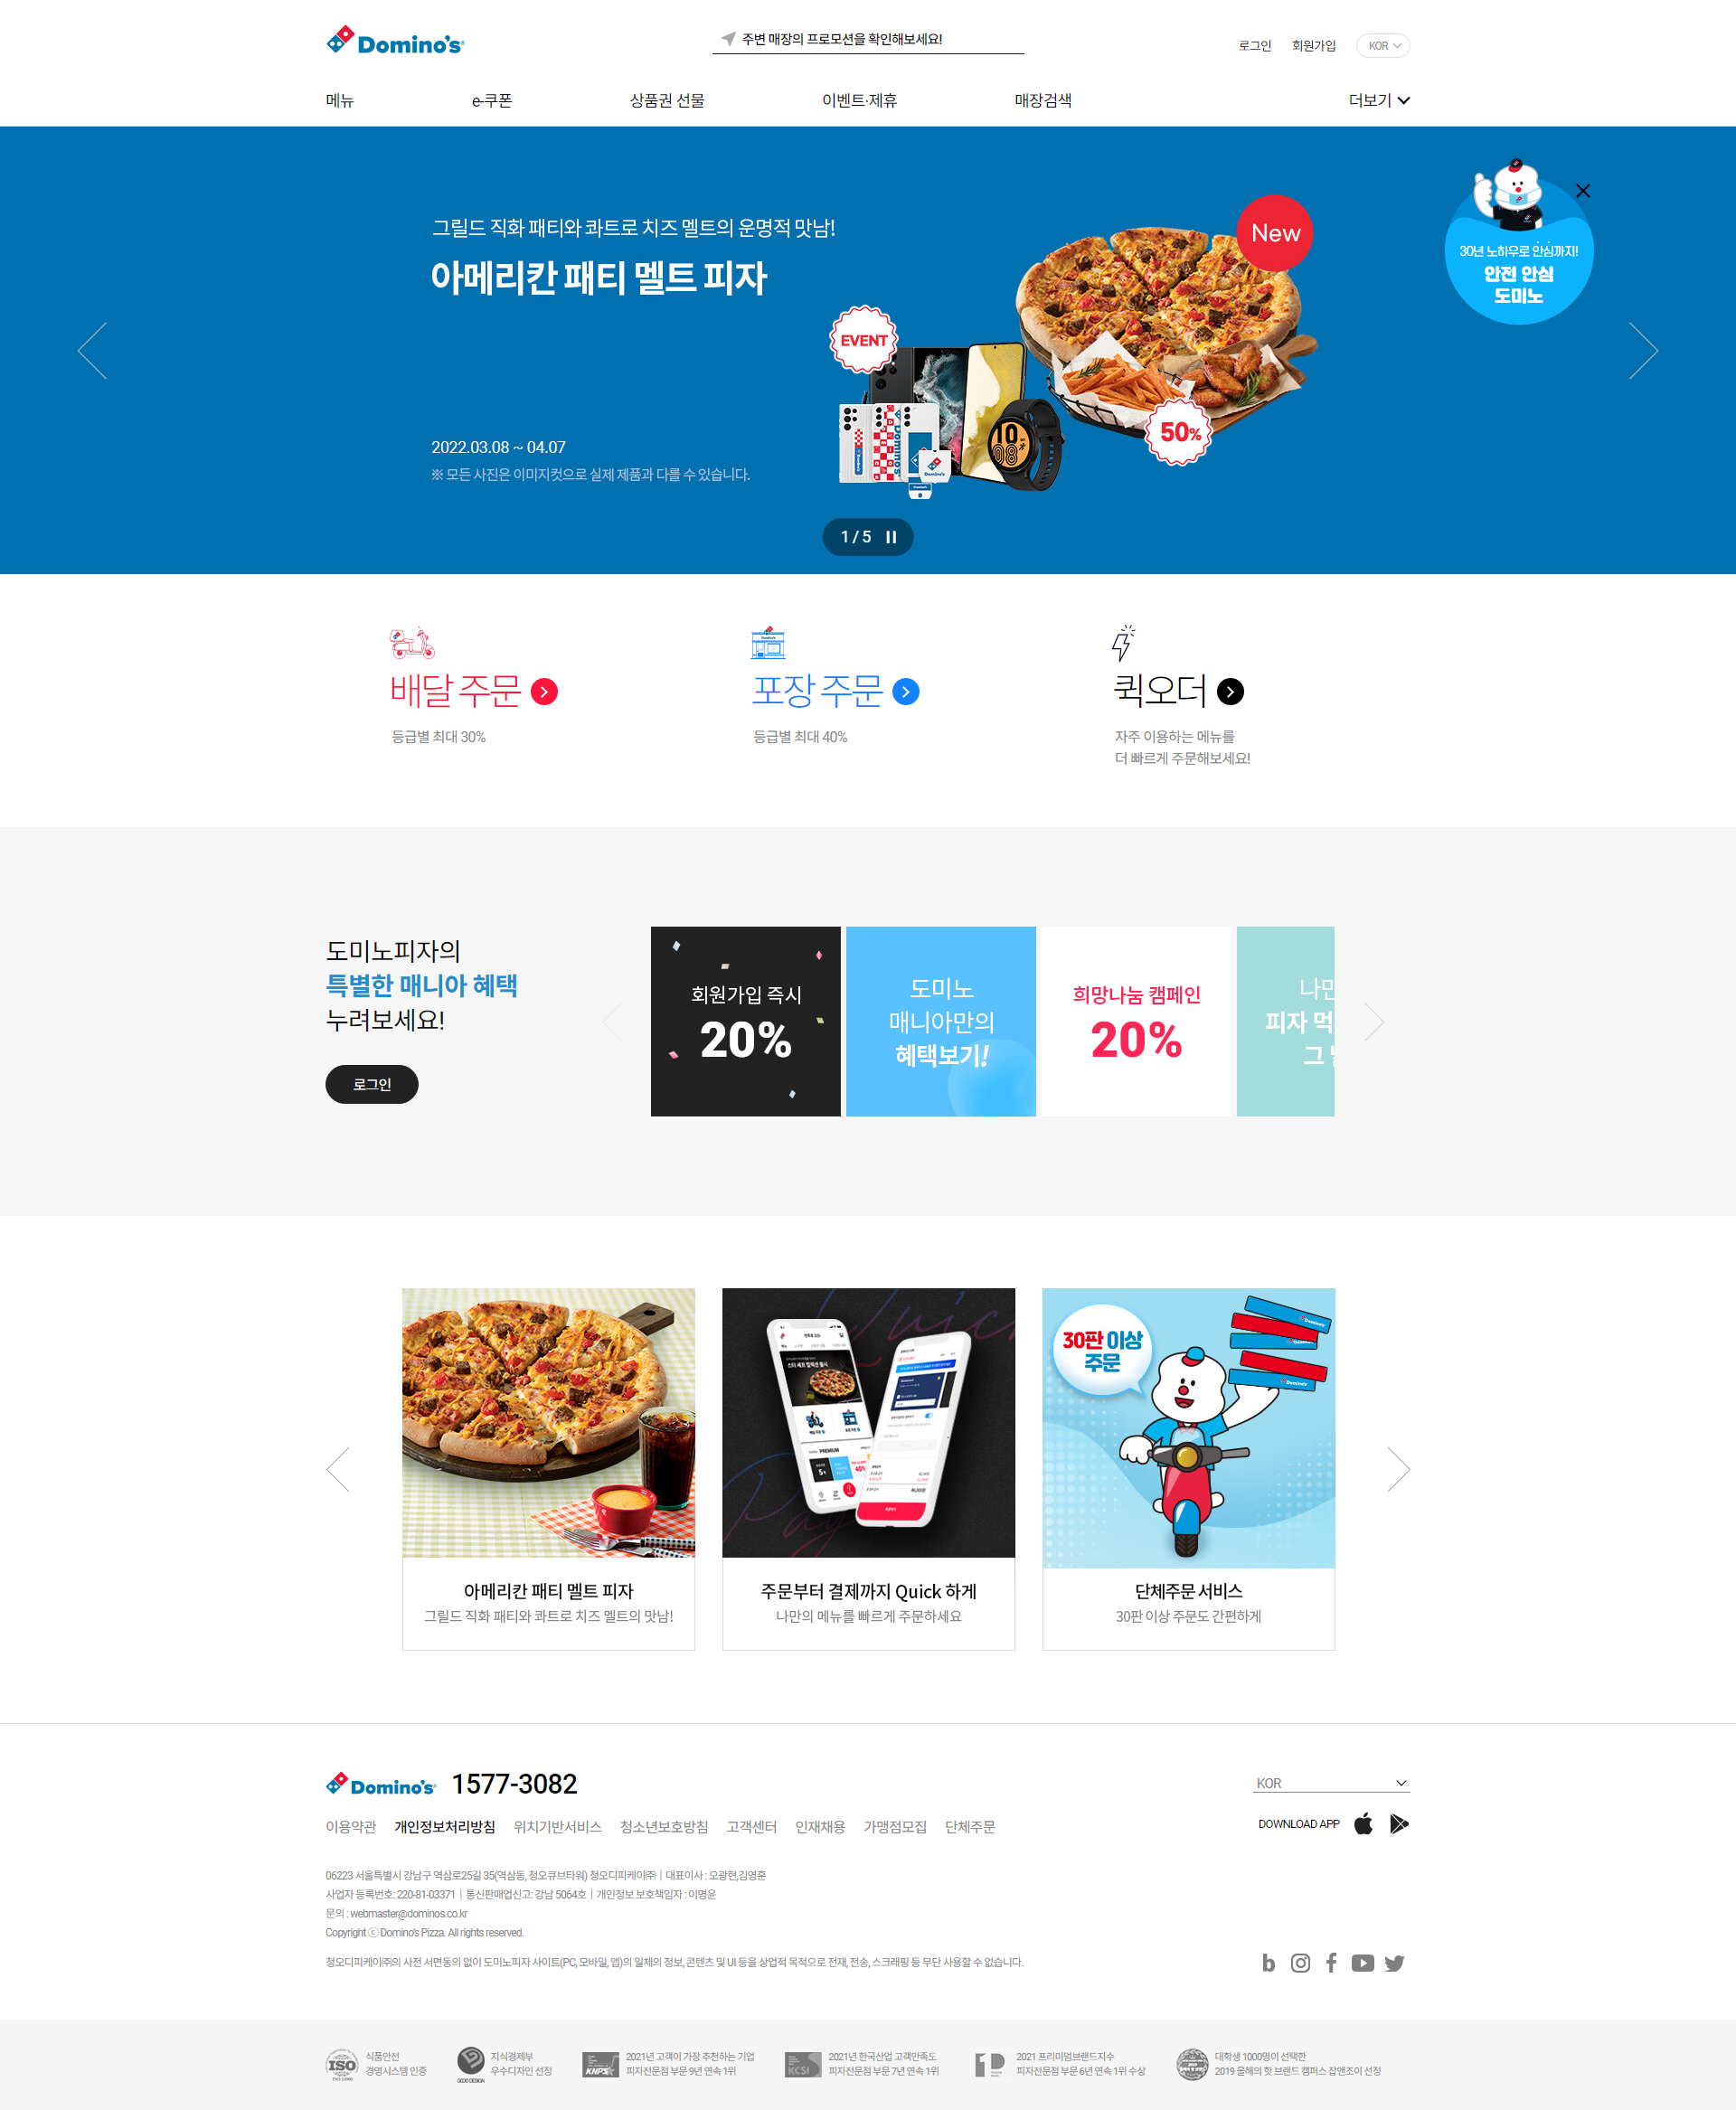 Domino's
주변 매장의 프로모션을 확인해보세요!
로그인 회원가입 KOR
메뉴 e-쿠폰 상품권 선물 이벤트·제휴 매장검색 더보기
그릴드 직화 패티와 콰트로 치즈 멜트의 운명적 맛남!
아메리칸 패티 멜트 피자
New
EVENT
50%
30년 노하우로 안심까지!
안전 안심
도미노
2022.03.08 ~ 04.07
※ 모든 사진은 이미지컷으로 실제 제품과 다를 수 있습니다.
1 / 5
배달 주문
등급별 최대 30%
포장 주문
등급별 최대 40%
퀵오더
자주 이용하는 메뉴를
더 빠르게 주문해보세요!
도미노피자의
특별한 매니아 혜택
누려보세요!
로그인
회원가입 즉시
20%
도미노
매니아만의
혜택보기!
희망나눔 캠페인
20%
피자 먹
그
30판 이상
주문
아메리칸 패티 멜트 피자
그릴드 직화 패티와 콰트로 치즈 멜트의 맛남!
주문부터 결제까지 Quick 하게
나만의 메뉴를 빠르게 주문하세요
단체주문 서비스
30판 이상 주문도 간편하게
Domino's 1577-3082
KOR
이용약관 개인정보처리방침 위치기반서비스 청소년보호방침 고객센터 인재채용 가맹점모집 단체주문
DOWNLOAD APP
06223 서울특별시 강남구 역삼로25길 35(역삼동, 청오큐브타워) 청오디피케이㈜ | 대표이사 : 오광현,김영훈
사업자 등록번호: 220-81-03371 | 통신판매업신고: 강남 5064호 | 개인정보 보호책임자 : 이명윤
문의 : webmaster@dominos.co.kr
Copyright ⓒ Domino's Pizza. All rights reserved.
청오디피케이㈜의 사전 서면동의 없이 도미노피자 사이트(PC, 모바일, 앱)의 일체의 정보, 콘텐츠 및 UI 등을 상업적 목적으로 전재, 전송, 스크래핑 등 무단 사용할 수 없습니다.
ISO
식품안전
경영시스템 인증
GOOD DESIGN
지식경제부
우수디자인 선정
KNPS
2021년 고객이 가장 추천하는 기업
피자전문점 부문 9년 연속 1위
KCSI
2021년 한국산업 고객만족도
피자전문점 부문 7년 연속 1위
2021 프리미엄브랜드지수
피자전문점 부문 6년 연속 1위 수상
대학생 1000명이 선택한
2019 올해의 핫 브랜드 캠퍼스 잡앤조이 선정